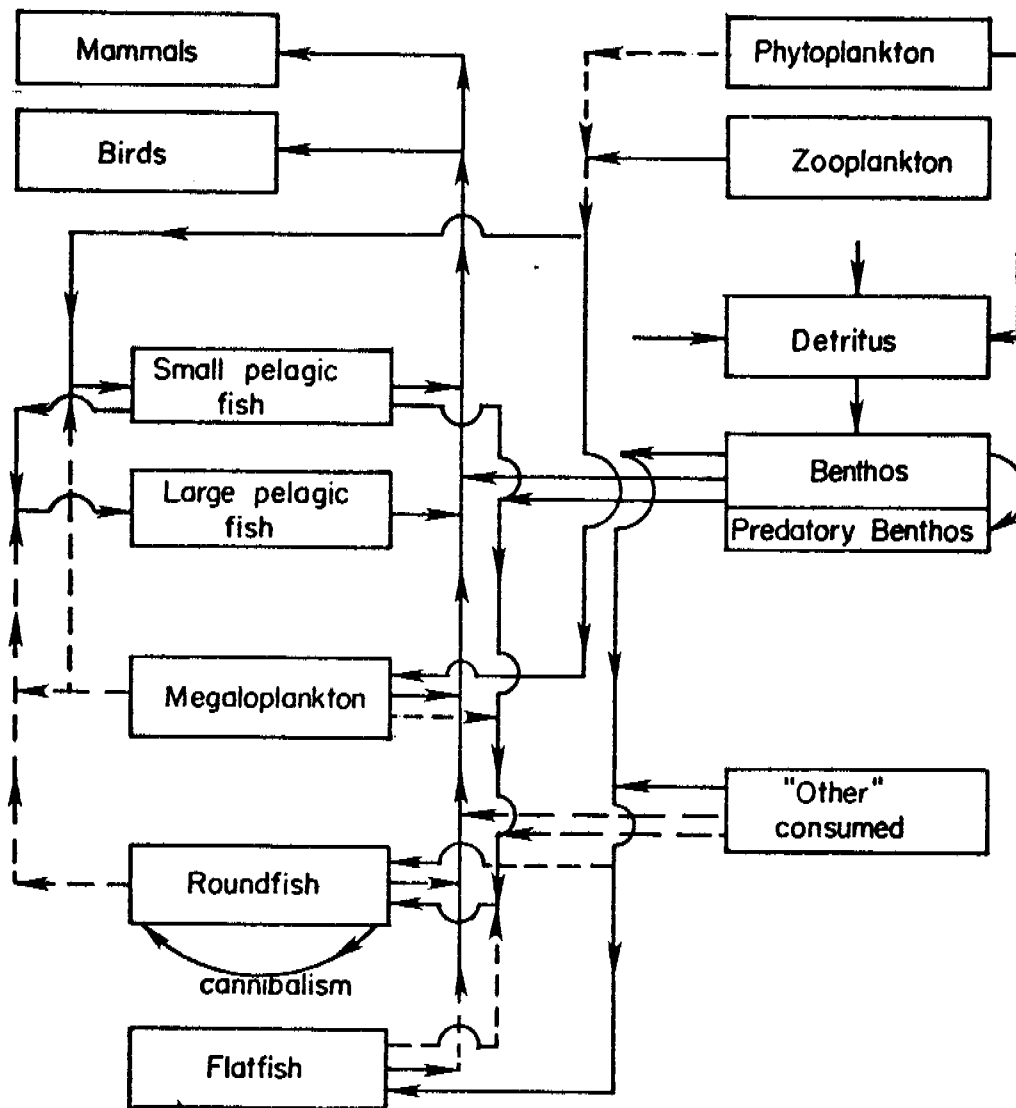 Mammals
Birds
Phytoplankton
Zooplankton
Detritus
Small pelagic
fish
Large pelagic
fish
Benthos
Predatory Benthos
Megaloplankton
"Other"
consumed
Roundfish
cannibalism
Flatfish